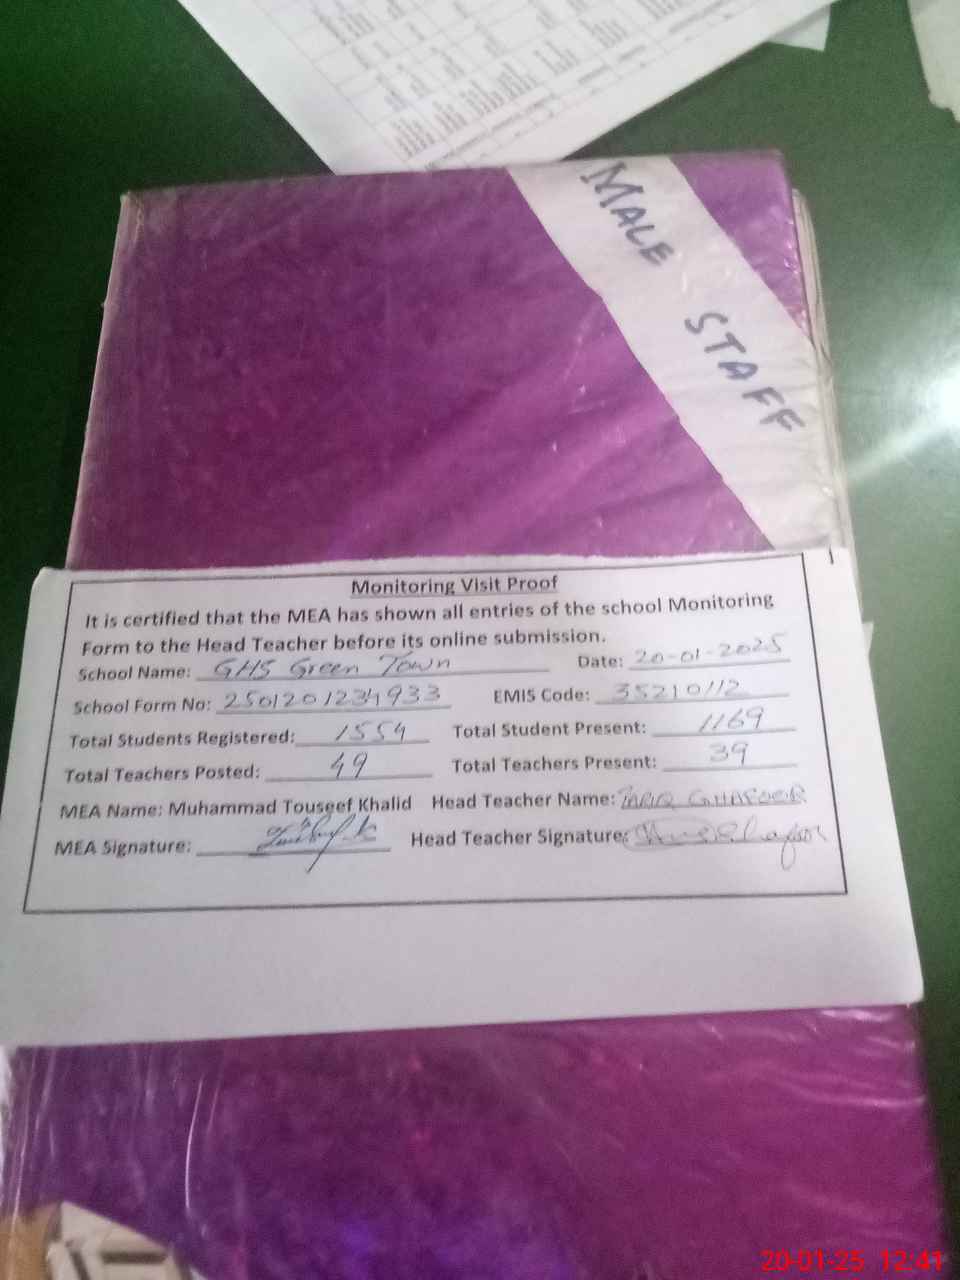 MALE STAFF
Monitoring Visit Proof
It is certified that the MEA has shown all entries of the school Monitoring
Form to the Head Teacher before its online submission.
School Name: GHS Green Town Date: 20-01-2025
School Form No: 2501201234933 EMIS Code: 35210112
Total Students Registered: 1554 Total Student Present: 1169
Total Teachers Posted: 49 Total Teachers Present: 39
MEA Name: Muhammad Touseef Khalid Head Teacher Name: TARIQ GHAFOOR
MEA Signature: Head Teacher Signature:
20-01-25 12:41